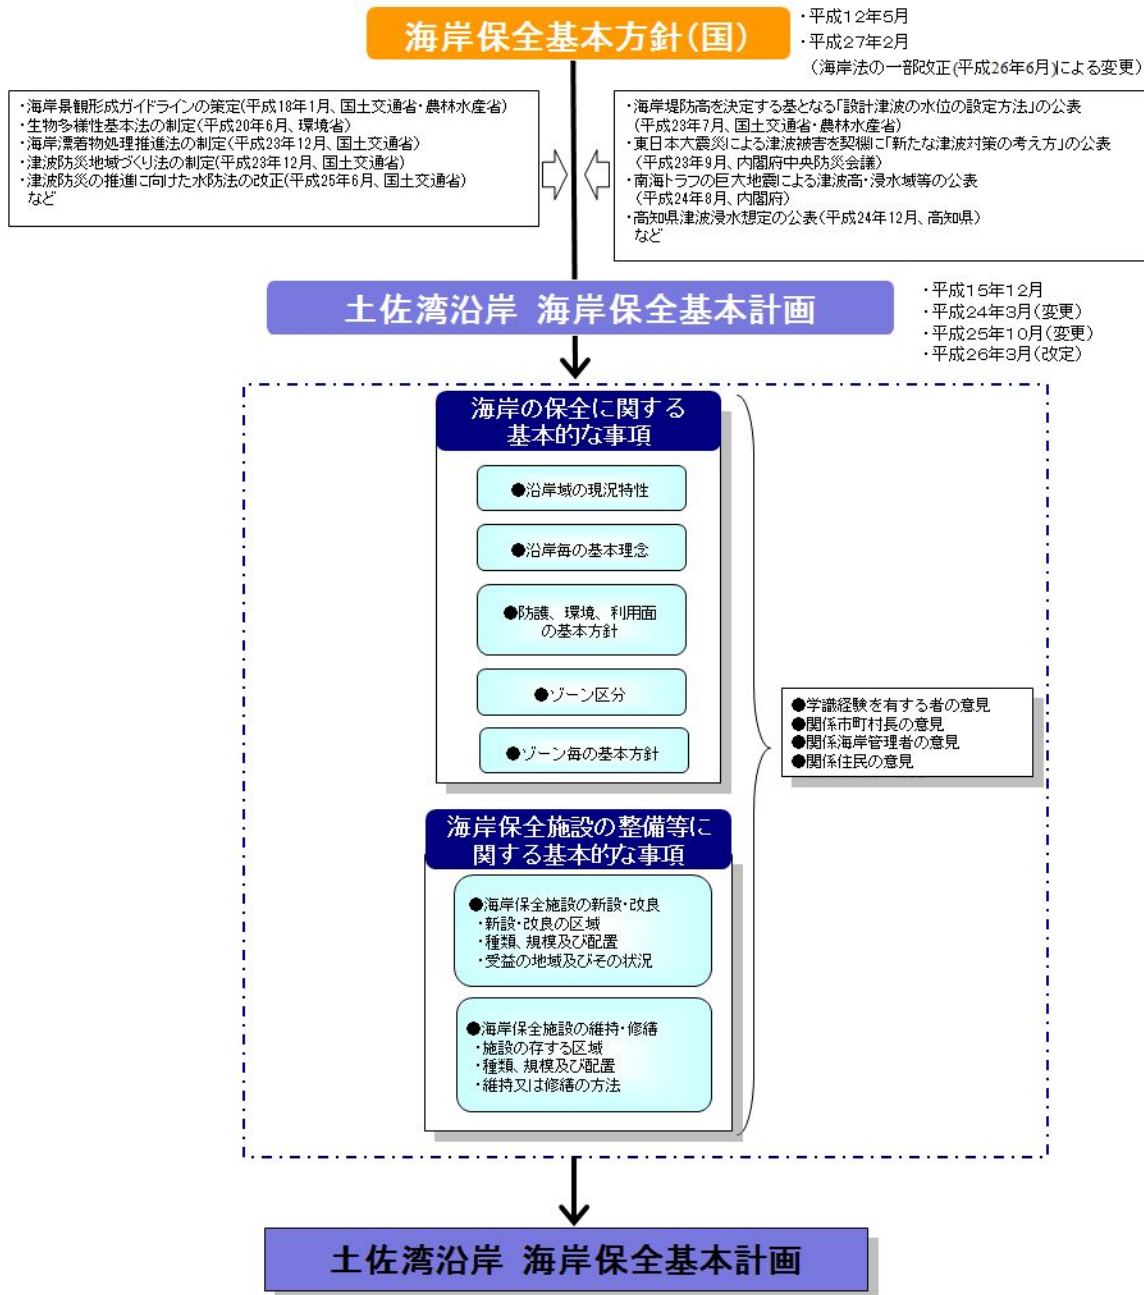 海岸保全基本方針(国)
・平成12年5月
・平成27年2月
(海岸法の一部改正(平成26年6月)による変更)
・海岸景観形成ガイドラインの策定(平成18年1月、国土交通省・農林水産省)
・生物多様性基本法の制定(平成20年6月、環境省)
・海岸漂着物処理推進法の制定(平成23年12月、国土交通省)
・津波防災地域づくり法の制定(平成23年12月、国土交通省)
・津波防災の推進に向けた水防法の改正(平成25年6月、国土交通省)
など
・海岸堤防高を決定する基となる「設計津波の水位の設定方法」の公表
(平成23年7月、国土交通省・農林水産省)
・東日本大震災による津波被害を契機に「新たな津波対策の考え方」の公表
(平成23年9月、内閣府中央防災会議)
・南海トラフの巨大地震による津波高・浸水域等の公表
(平成24年8月、内閣府)
・高知県津波浸水想定の公表(平成24年12月、高知県)
など
土佐湾沿岸 海岸保全基本計画
・平成15年12月
・平成24年3月(変更)
・平成25年10月(変更)
・平成26年3月(改定)
海岸の保全に関する
基本的な事項
●沿岸域の現況特性
●沿岸毎の基本理念
●防護、環境、利用面
の基本方針
●ゾーン区分
●ゾーン毎の基本方針
●学識経験を有する者の意見
●関係市町村長の意見
●関係海岸管理者の意見
●関係住民の意見
海岸保全施設の整備等に
関する基本的な事項
●海岸保全施設の新設・改良
・新設・改良の区域
・種類、規模及び配置
・受益の地域及びその状況
●海岸保全施設の維持・修繕
・施設の存する区域
・種類、規模及び配置
・維持又は修繕の方法
土佐湾沿岸 海岸保全基本計画